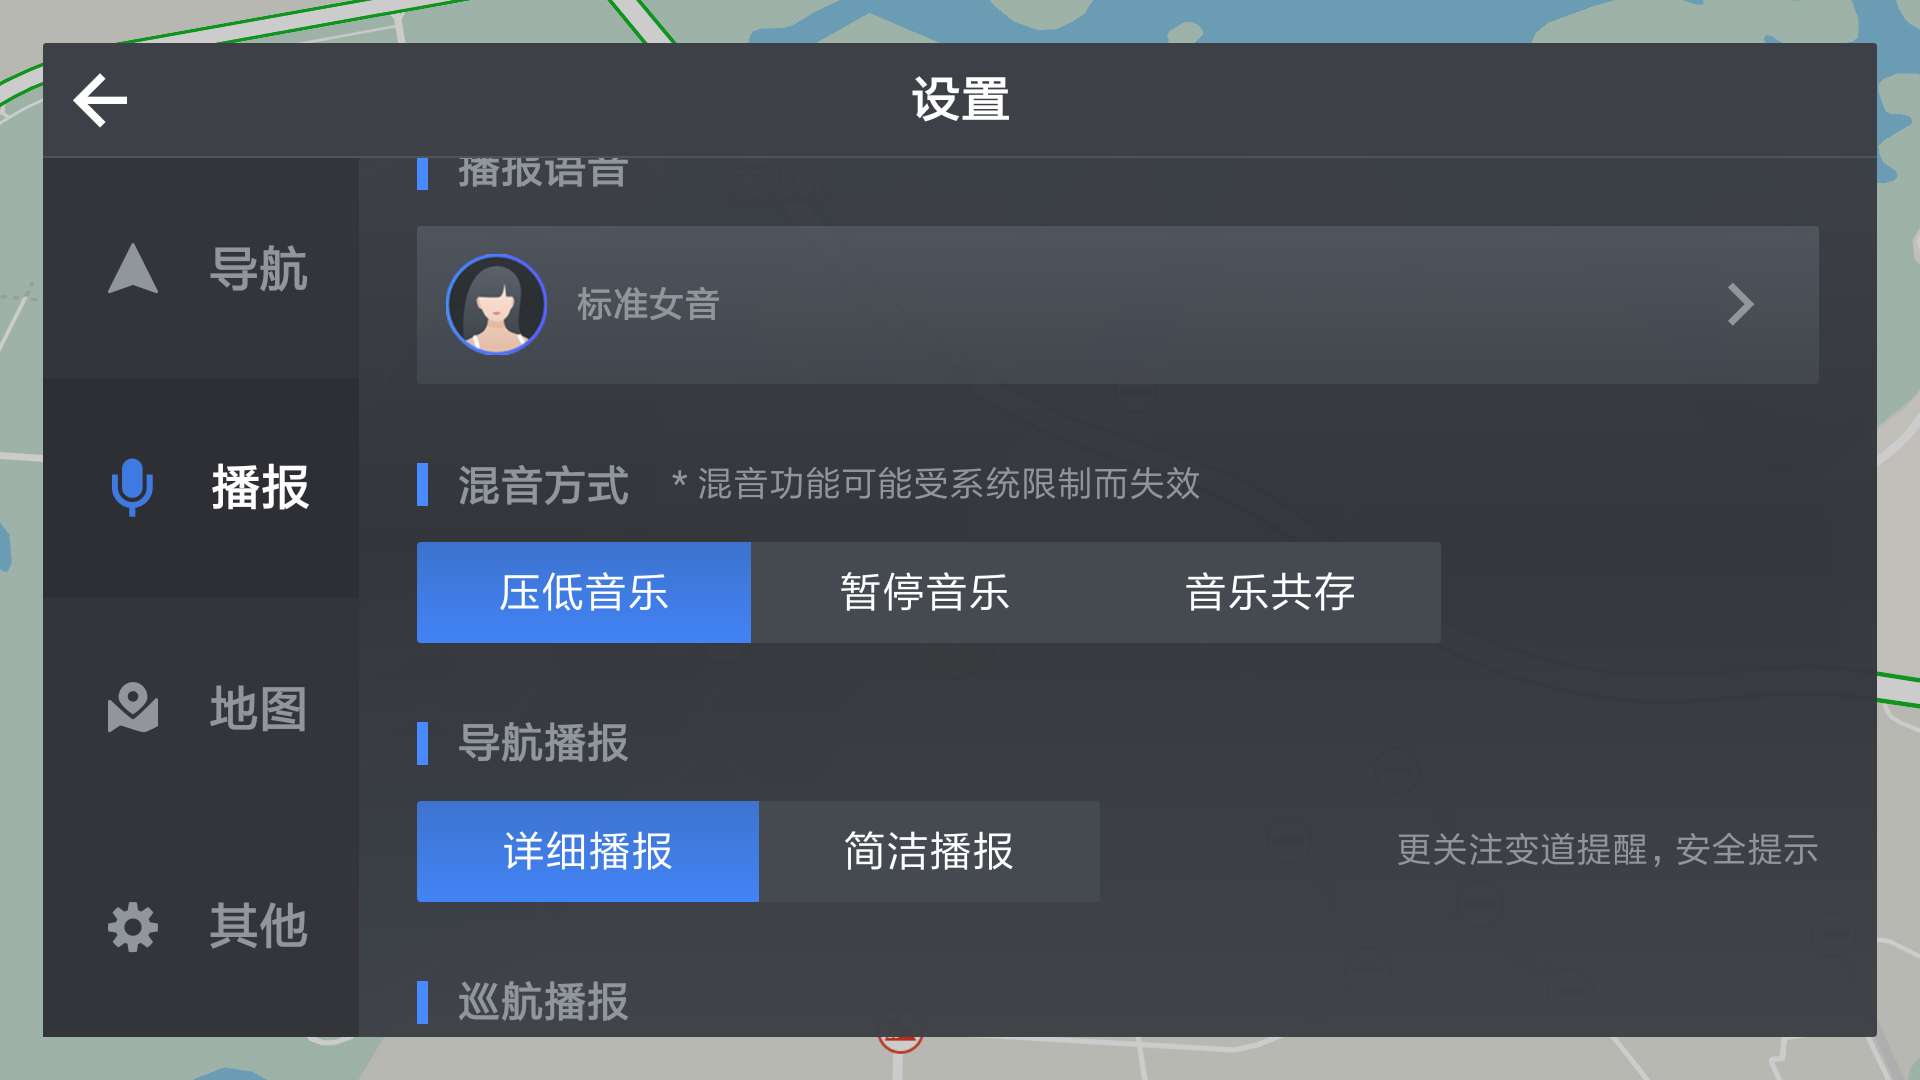 设置
导航
播报
地图
其他
播报语音
标准女音
混音方式 * 混音功能可能受系统限制而失效
压低音乐 暂停音乐 音乐共存
导航播报
详细播报 简洁播报 更关注变道提醒，安全提示
巡航播报